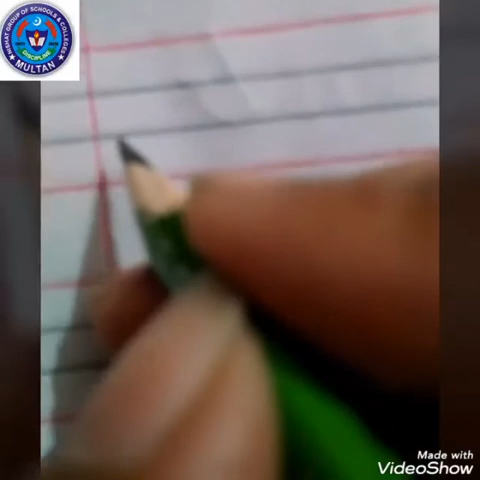 NISHAT GROUP OF SCHOOLS & COLLEGES
DISCIPLINE
MULTAN
Made with
VideoShow